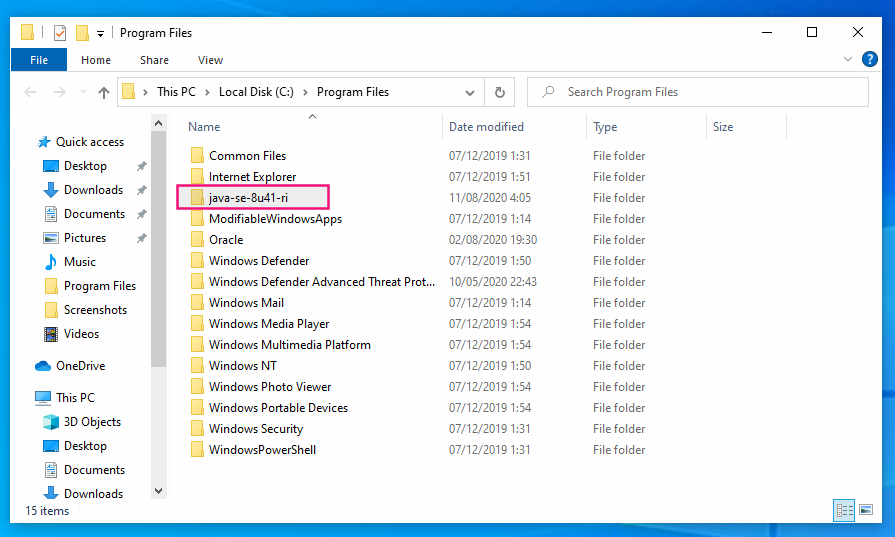 Program Files
File Home Share View
This PC Local Disk (C:) Program Files
Search Program Files
Name Date modified Type Size
Quick access
Desktop
Downloads
Documents
Pictures
Music
Program Files
Screenshots
Videos
OneDrive
This PC
3D Objects
Desktop
Documents
Downloads
Common Files 07/12/2019 1:31 File folder
Internet Explorer 07/12/2019 1:51 File folder
java-se-8u41-ri 11/08/2020 4:05 File folder
ModifiableWindowsApps 07/12/2019 1:14 File folder
Oracle 02/08/2020 19:30 File folder
Windows Defender 07/12/2019 1:50 File folder
Windows Defender Advanced Threat Prot... 10/05/2020 22:43 File folder
Windows Mail 07/12/2019 1:14 File folder
Windows Media Player 07/12/2019 1:54 File folder
Windows Multimedia Platform 07/12/2019 1:54 File folder
Windows NT 07/12/2019 1:50 File folder
Windows Photo Viewer 07/12/2019 1:54 File folder
Windows Portable Devices 07/12/2019 1:54 File folder
Windows Security 07/12/2019 1:31 File folder
WindowsPowerShell 07/12/2019 1:31 File folder
15 items